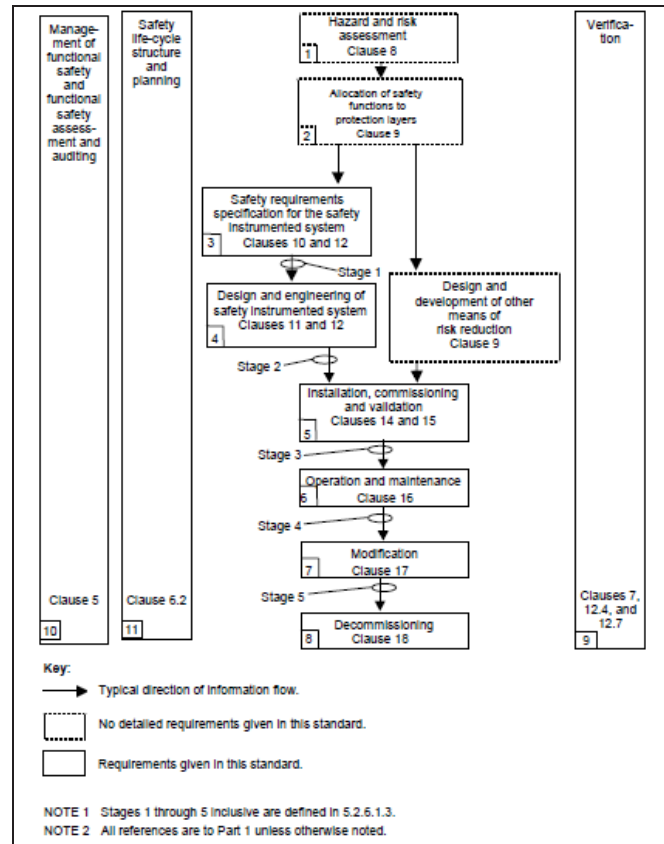 Manage-
ment of
functional
safety
and
functional
safety
assess-
ment and
auditing
Clause 5
10
Safety
life-cycle
structure
and
planning
Clause 6.2
11
Hazard and risk
assessment
Clause 8
1
Allocation of safety
functions to
protection layers
Clause 9
2
Safety requirements
specification for the safety
instrumented system
Clauses 10 and 12
3
Stage 1
Design and engineering of
safety instrumented system
Clauses 11 and 12
4
Design and
development of other
means of
risk reduction
Clause 9
Stage 2
Installation, commissioning
and validation
Clauses 14 and 15
5
Stage 3
Operation and maintenance
Clause 16
6
Stage 4
Modification
Clause 17
7
Stage 5
Decommissioning
Clause 18
8
Verifica-
tion
Clauses 7,
12.4, and
12.7
9
Key:
Typical direction of information flow.
No detailed requirements given in this standard.
Requirements given in this standard.
NOTE 1 Stages 1 through 5 inclusive are defined in 5.2.6.1.3.
NOTE 2 All references are to Part 1 unless otherwise noted.